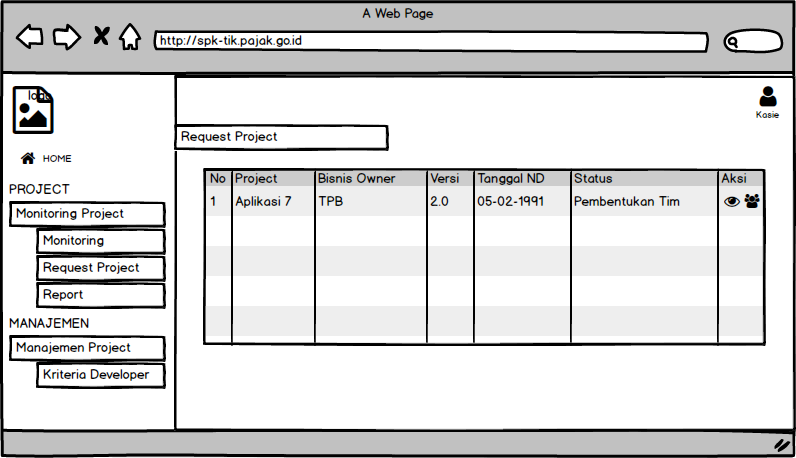 A Web Page
http://spk-tik.pajak.go.id
logo
Kasie
HOME
PROJECT
Monitoring Project
Monitoring
Request Project
Report
MANAJEMEN
Manajemen Project
Kriteria Developer
Request Project
No Project Bisnis Owner Versi Tanggal ND Status Aksi
1 Aplikasi 7 TPB 2.0 05-02-1991 Pembentukan Tim